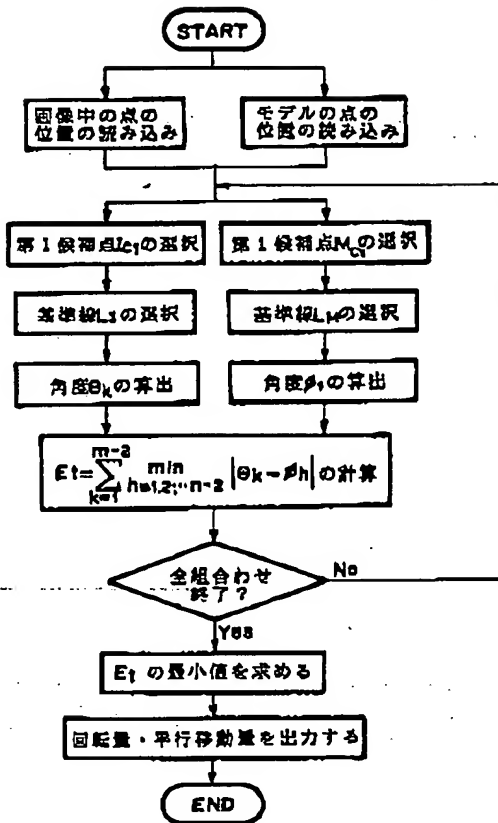 START
画像中の点の
位置の読み込み
モデルの点の
位置の読み込み
第1候補点Ic1の選択
第1候補点Mc1の選択
基準線LIの選択
基準線LMの選択
角度θkの算出
角度φ1の算出
Et=∑(k=1, m-2) min(h=1,2,…n-2) |θk-φh|の計算
全組合わせ
終了?
No
Yes
Etの最小値を求める
回転量・平行移動量を出力する
END